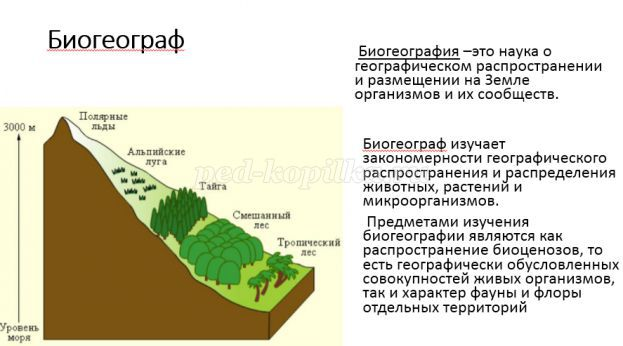 Биогеограф
Биогеография –это наука о
географическом распространении
и размещении на Земле
организмов и их сообществ.
Биогеограф изучает
закономерности географического
распространения и распределения
животных, растений и
микроорганизмов.
Предметами изучения
биогеографии являются как
распространение биоценозов, то
есть географически обусловленных
совокупностей живых организмов,
так и характер фауны и флоры
отдельных территорий
3000 м
Полярные
льды
Альпийские
луга
Тайга
Смешанный
лес
Тропический
лес
Уровень
моря